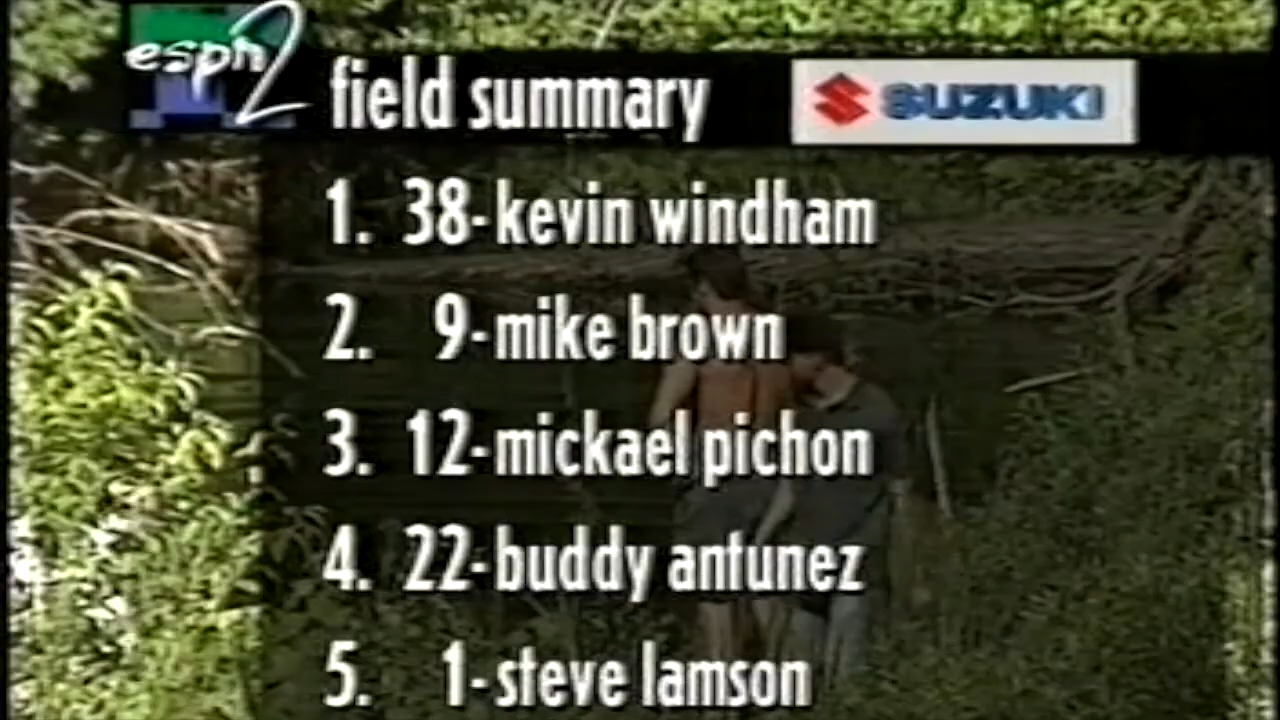 espn2
field summary
SUZUKI
1. 38-kevin windham
2. 9-mike brown
3. 12-mickael pichon
4. 22-buddy antunez
5. 1-steve lamson